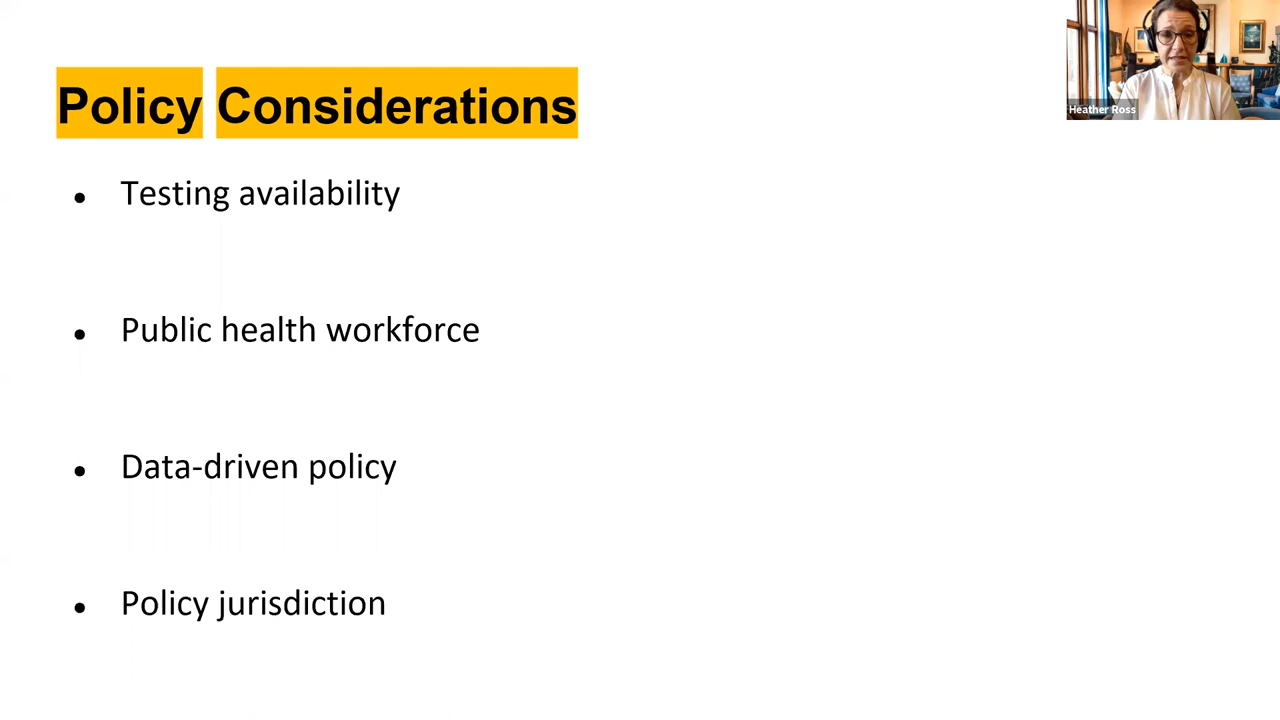 Policy Considerations
Heather Ross
• Testing availability
• Public health workforce
• Data-driven policy
• Policy jurisdiction